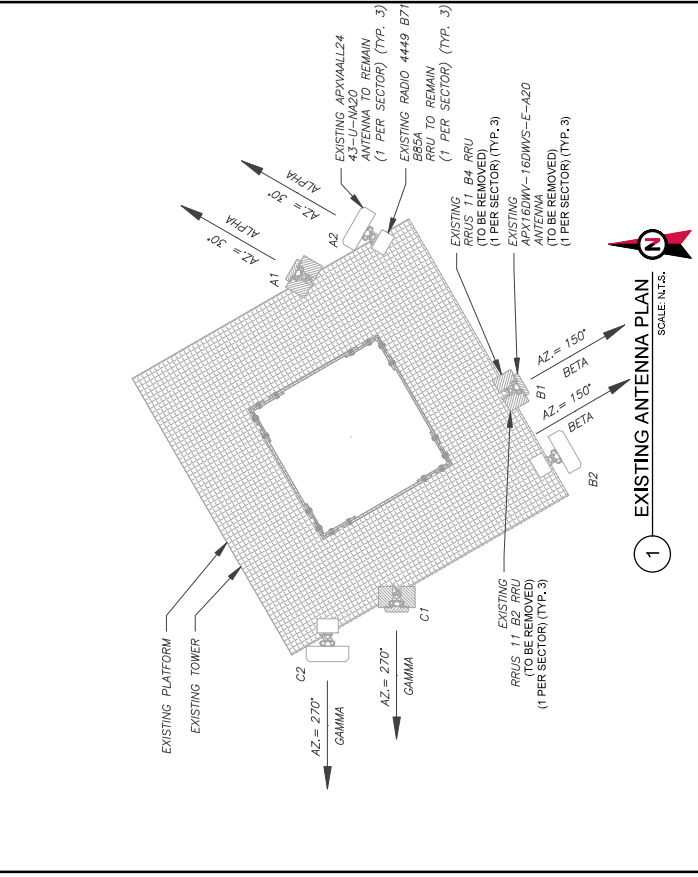 EXISTING APXVAALL24
43-U-NA20
ANTENNA TO REMAIN
(1 PER SECTOR) (TYP. 3)
EXISTING RADIO 4449 B71
B85A
RRU TO REMAIN
(1 PER SECTOR) (TYP. 3)
AZ.= 30°
ALPHA
AZ.= 30°
ALPHA
A2
A1
EXISTING
RRUS 11 B4 RRU
(TO BE REMOVED)
(1 PER SECTOR) (TYP. 3)
EXISTING
APX16DWV-16DWVS-E-A20
ANTENNA
(TO BE REMOVED)
(1 PER SECTOR) (TYP. 3)
AZ.= 150°
BETA
B1
AZ.= 150°
BETA
B2
EXISTING PLATFORM
EXISTING TOWER
C2
AZ.= 270°
GAMMA
C1
AZ.= 270°
GAMMA
EXISTING
RRUS 11 B2 RRU
(TO BE REMOVED)
(1 PER SECTOR) (TYP. 3)
N
1
EXISTING ANTENNA PLAN
SCALE: N.T.S.